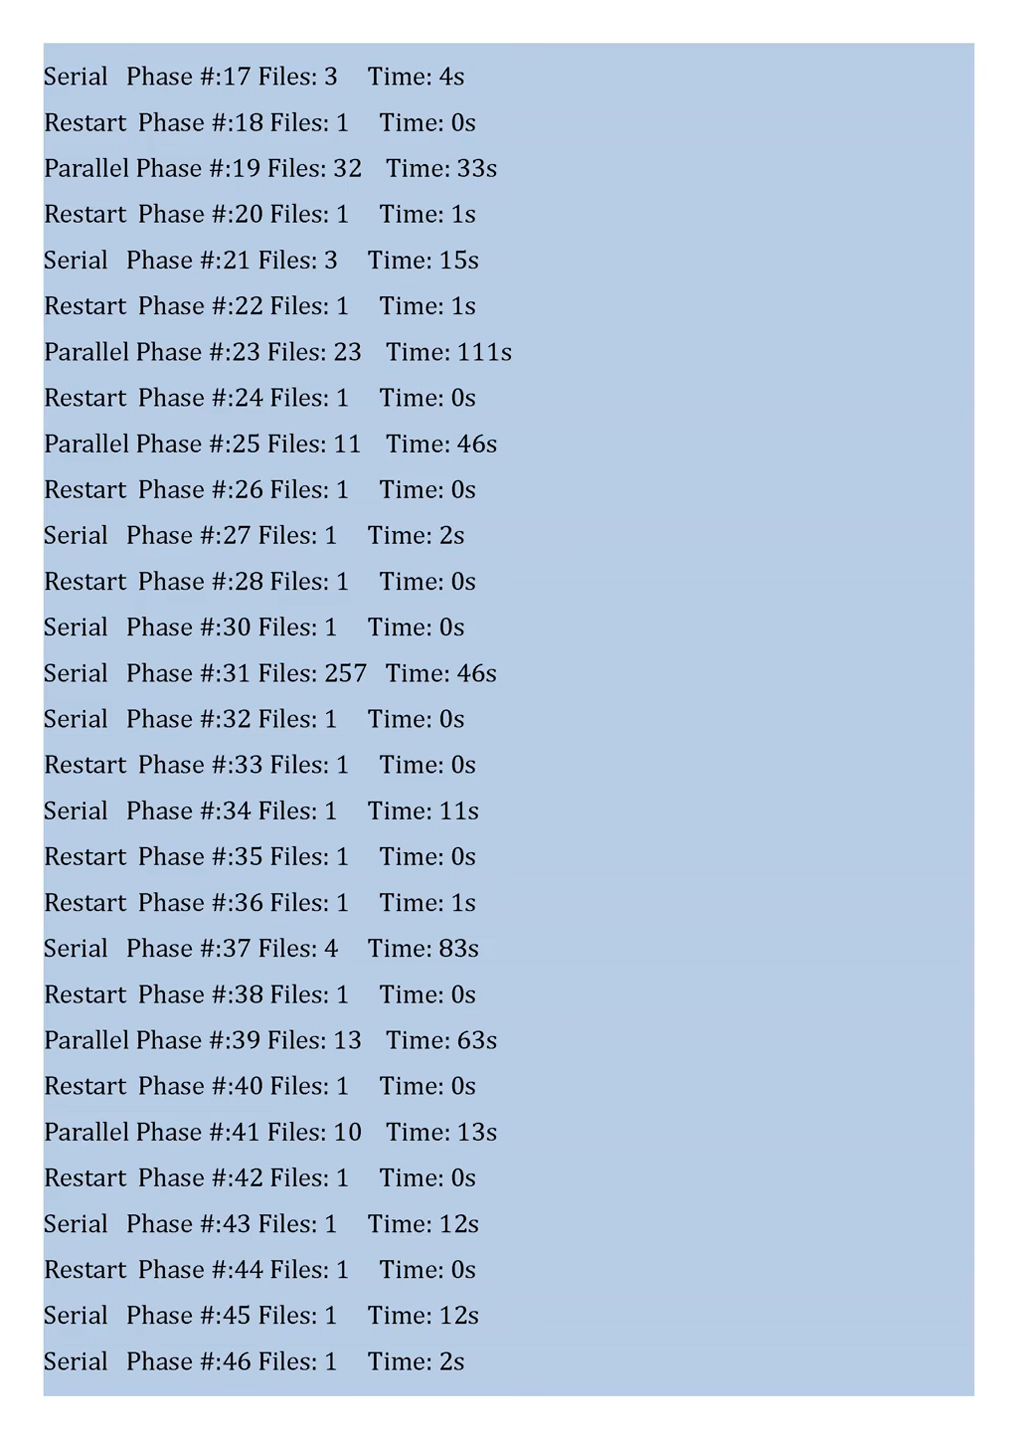 Serial   Phase #:17 Files: 3     Time: 4s
Restart  Phase #:18 Files: 1     Time: 0s
Parallel Phase #:19 Files: 32    Time: 33s
Restart  Phase #:20 Files: 1     Time: 1s
Serial   Phase #:21 Files: 3     Time: 15s
Restart  Phase #:22 Files: 1     Time: 1s
Parallel Phase #:23 Files: 23    Time: 111s
Restart  Phase #:24 Files: 1     Time: 0s
Parallel Phase #:25 Files: 11    Time: 46s
Restart  Phase #:26 Files: 1     Time: 0s
Serial   Phase #:27 Files: 1     Time: 2s
Restart  Phase #:28 Files: 1     Time: 0s
Serial   Phase #:30 Files: 1     Time: 0s
Serial   Phase #:31 Files: 257   Time: 46s
Serial   Phase #:32 Files: 1     Time: 0s
Restart  Phase #:33 Files: 1     Time: 0s
Serial   Phase #:34 Files: 1     Time: 11s
Restart  Phase #:35 Files: 1     Time: 0s
Restart  Phase #:36 Files: 1     Time: 1s
Serial   Phase #:37 Files: 4     Time: 83s
Restart  Phase #:38 Files: 1     Time: 0s
Parallel Phase #:39 Files: 13    Time: 63s
Restart  Phase #:40 Files: 1     Time: 0s
Parallel Phase #:41 Files: 10    Time: 13s
Restart  Phase #:42 Files: 1     Time: 0s
Serial   Phase #:43 Files: 1     Time: 12s
Restart  Phase #:44 Files: 1     Time: 0s
Serial   Phase #:45 Files: 1     Time: 12s
Serial   Phase #:46 Files: 1     Time: 2s